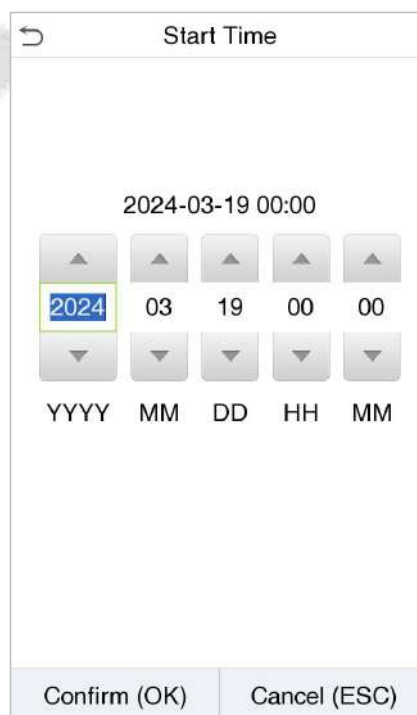 Start Time
2024-03-19 00:00
2024 03 19 00 00
YYYY MM DD HH MM
Confirm (OK) Cancel (ESC)